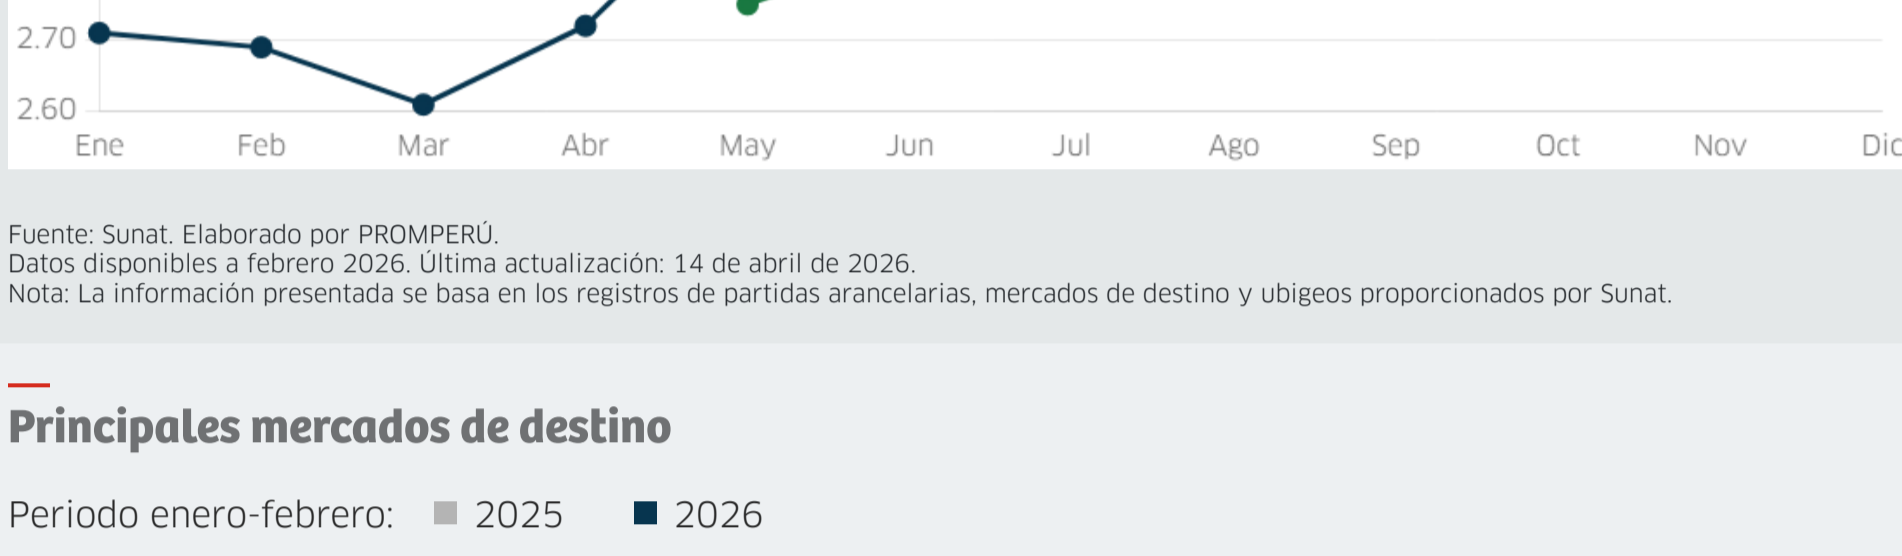 2.70
2.60
Ene Feb Mar Abr May Jun Jul Ago Sep Oct Nov Dic
Fuente: Sunat. Elaborado por PROMPERÚ.
Datos disponibles a febrero 2026. Última actualización: 14 de abril de 2026.
Nota: La información presentada se basa en los registros de partidas arancelarias, mercados de destino y ubigeos proporcionados por Sunat.
Principales mercados de destino
Periodo enero-febrero: 2025 2026